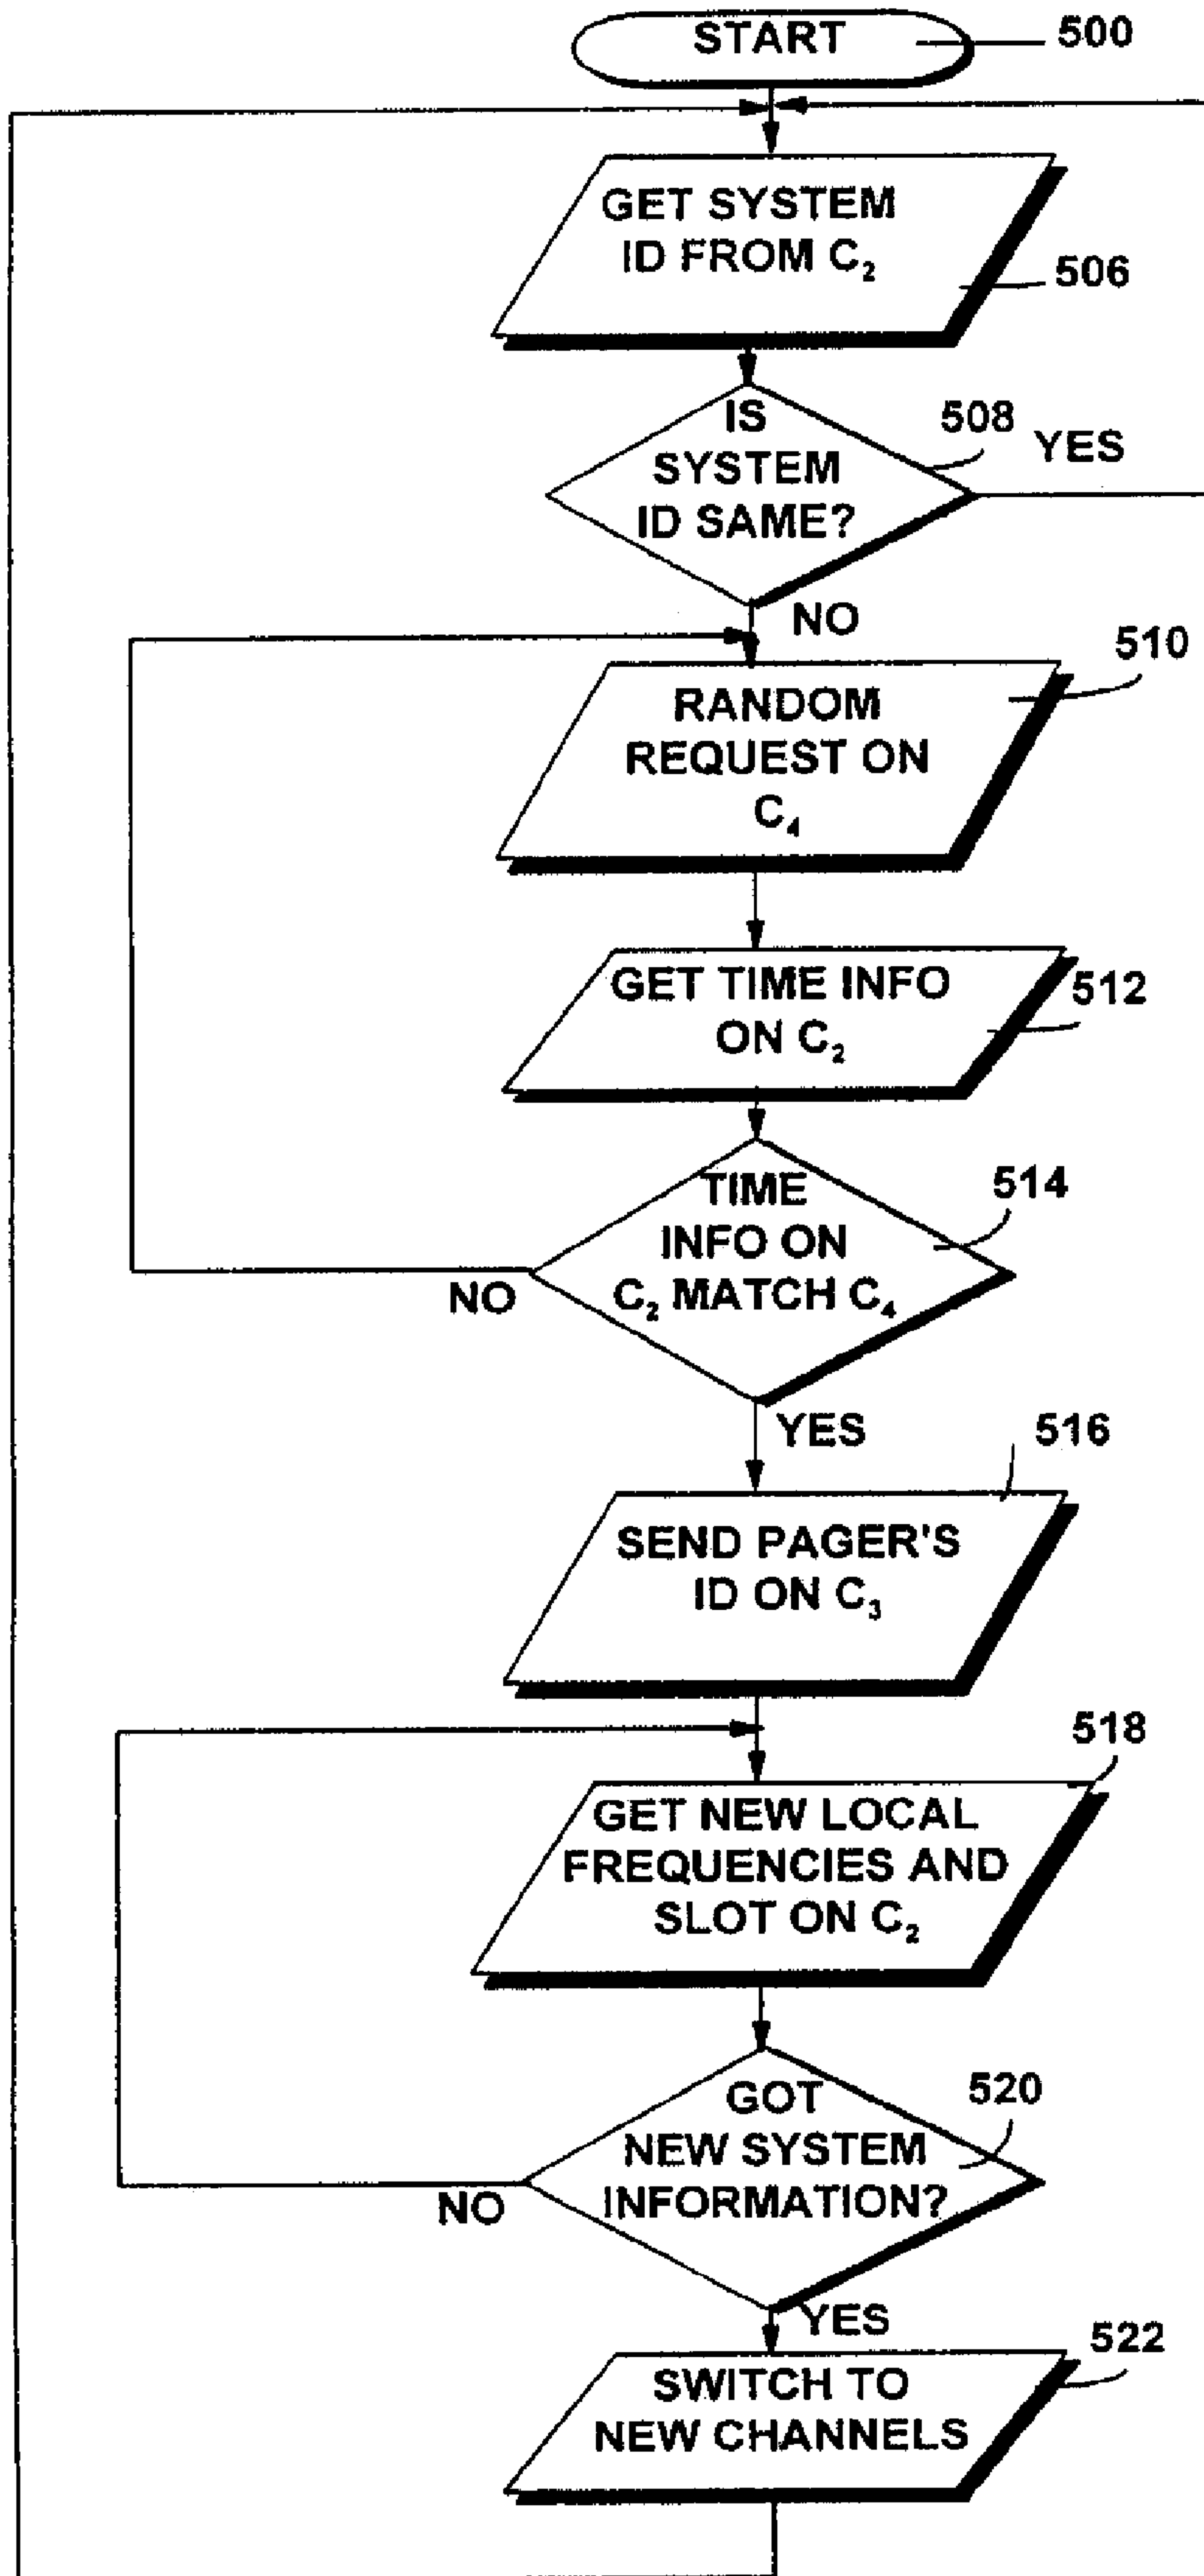 START
500
GET SYSTEM
ID FROM C₂
506
IS
SYSTEM
ID SAME?
508
YES
NO
RANDOM
REQUEST ON
C₄
510
GET TIME INFO
ON C₂
512
TIME
INFO ON
C₂ MATCH C₄
514
NO
YES
SEND PAGER'S
ID ON C₃
516
GET NEW LOCAL
FREQUENCIES AND
SLOT ON C₂
518
GOT
NEW SYSTEM
INFORMATION?
520
NO
YES
SWITCH TO
NEW CHANNELS
522